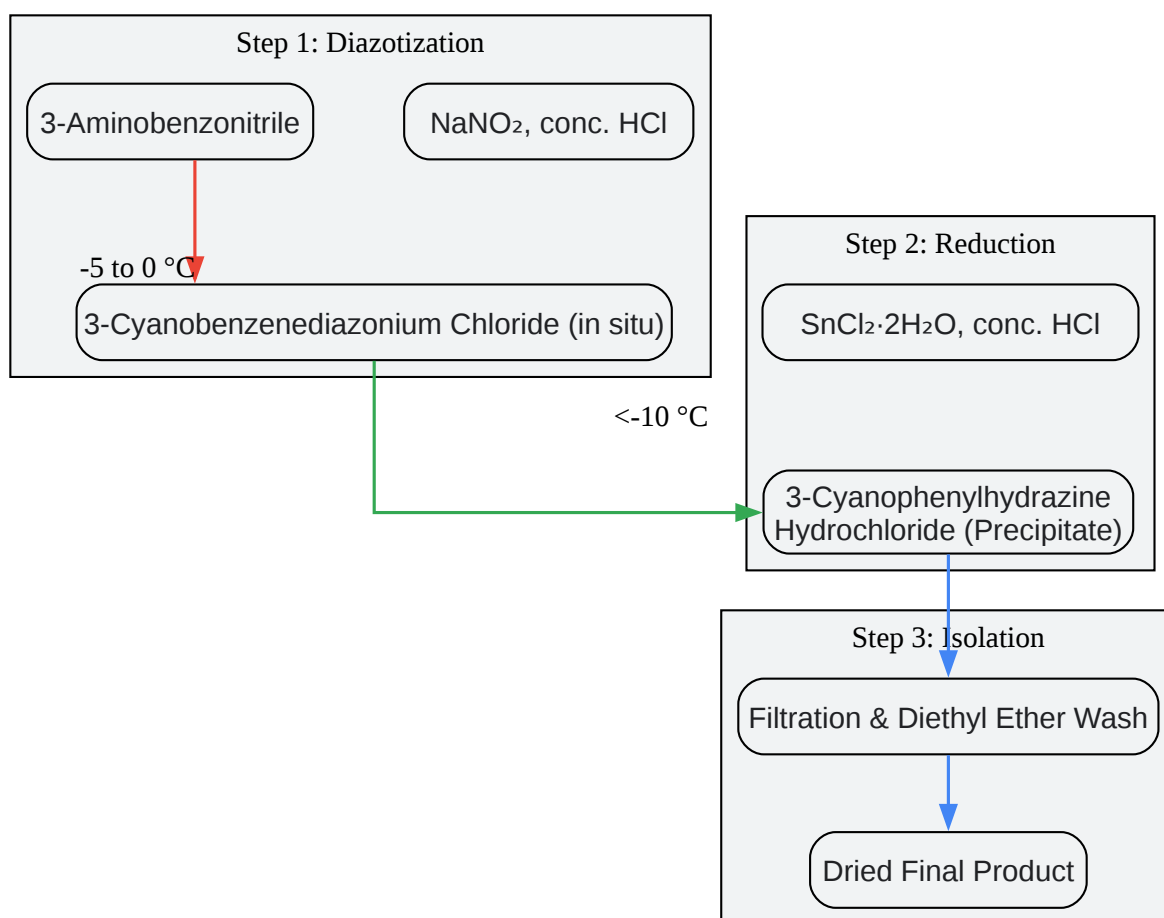 Step 1: Diazotization
3-Aminobenzonitrile
NaNO₂, conc. HCl
-5 to 0 °C
3-Cyanobenzenediazonium Chloride (in situ)
<-10 °C
Step 2: Reduction
SnCl₂·2H₂O, conc. HCl
3-Cyanophenylhydrazine
Hydrochloride (Precipitate)
Step 3: Isolation
Filtration & Diethyl Ether Wash
Dried Final Product